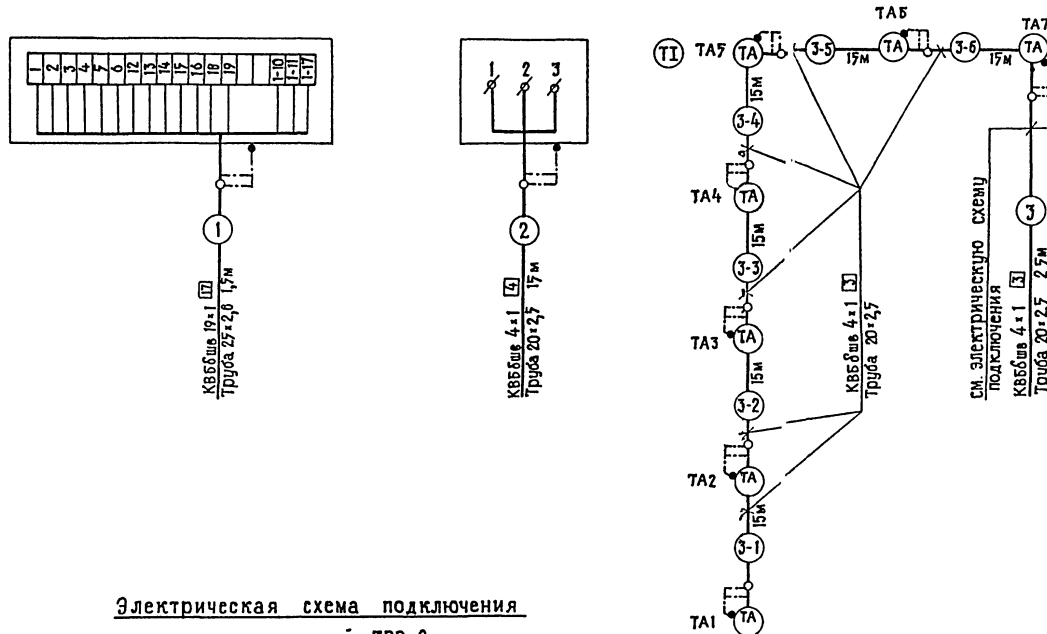 1 2 3 4 5 6 12 13 14 15 16 18 19 1-10 1-11 1-17
1
КВБбшв 19×1 17 1,5м
Труба 25×2,8
1 2 3
2
КВБбшв 4×1 4 15м
Труба 20×2,5
TI
ТА5 ТА
3-5
15м
ТА6
ТА
3-6
15м
ТА7
ТА
15м
3-4
ТА4 ТА
15м
3-3
ТА3 ТА
15м
3-2
ТА2 ТА
15м
3-1
ТА1 ТА
КВБбшв 4×1 3
Труба 20×2,5
См. электрическую схему
подключения
3
КВБбшв 4×1 3
Труба 20×2,5 2,5м
Электрическая схема подключения